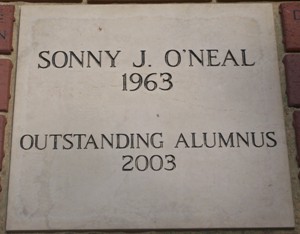 SONNY J. O'NEAL
1963
OUTSTANDING ALUMNUS
2003